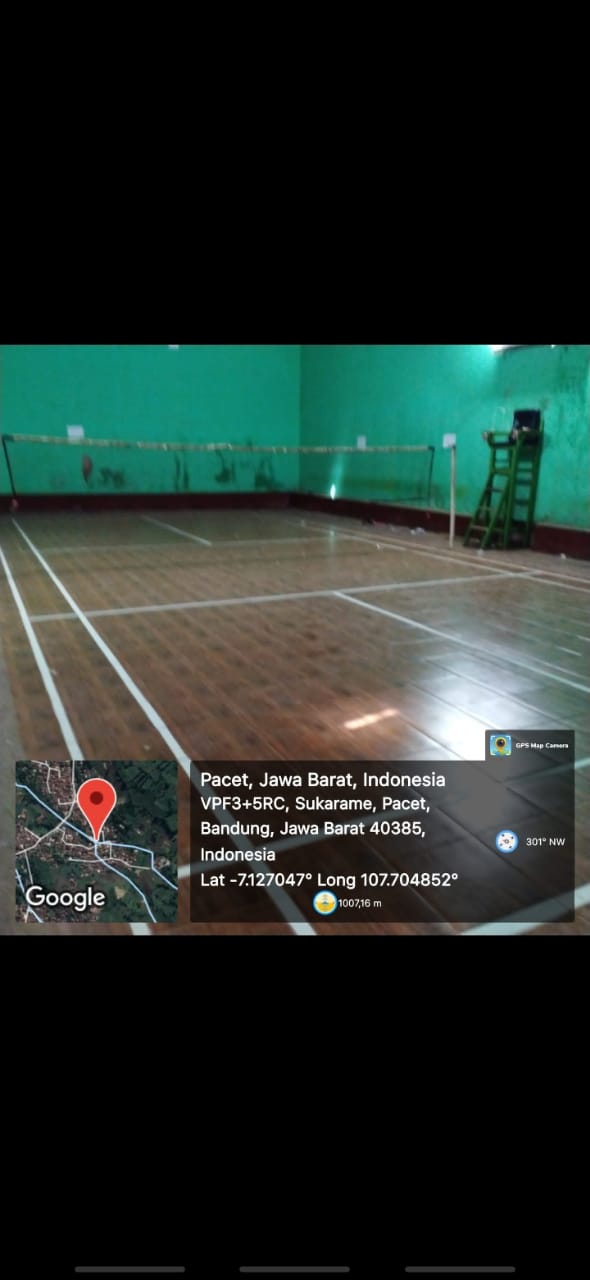 GPS Map Camera
Pacet, Jawa Barat, Indonesia
VPF3+5RC, Sukarame, Pacet,
Bandung, Jawa Barat 40385,
Indonesia
Lat -7.127047° Long 107.704852°
301° NW
1007,16 m
Google